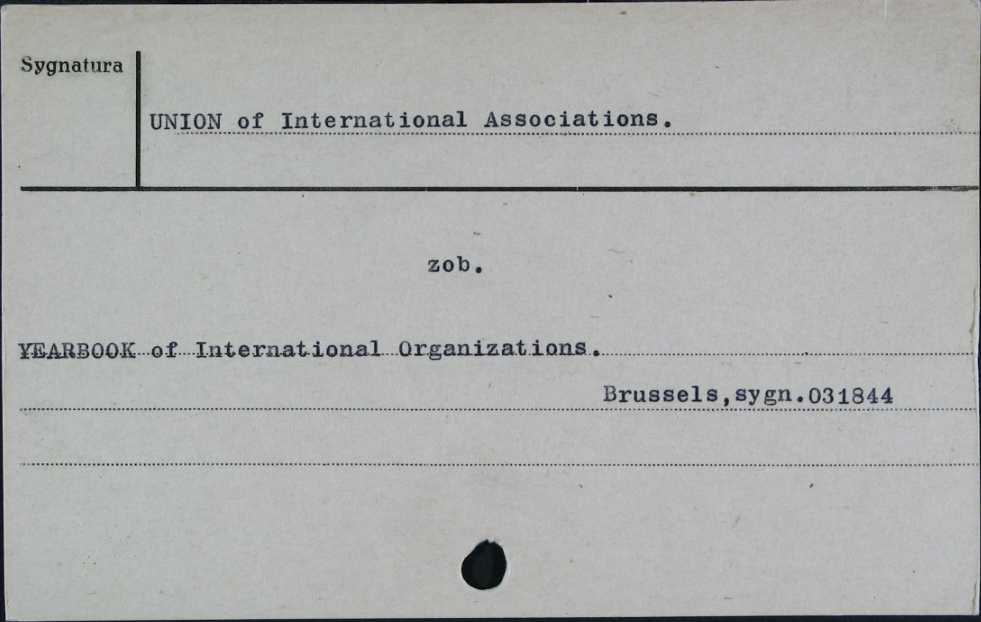 Sygnatura
UNION of International Associations.
zob.
YEARBOOK of International Organizations.
Brussels,sygn.031844